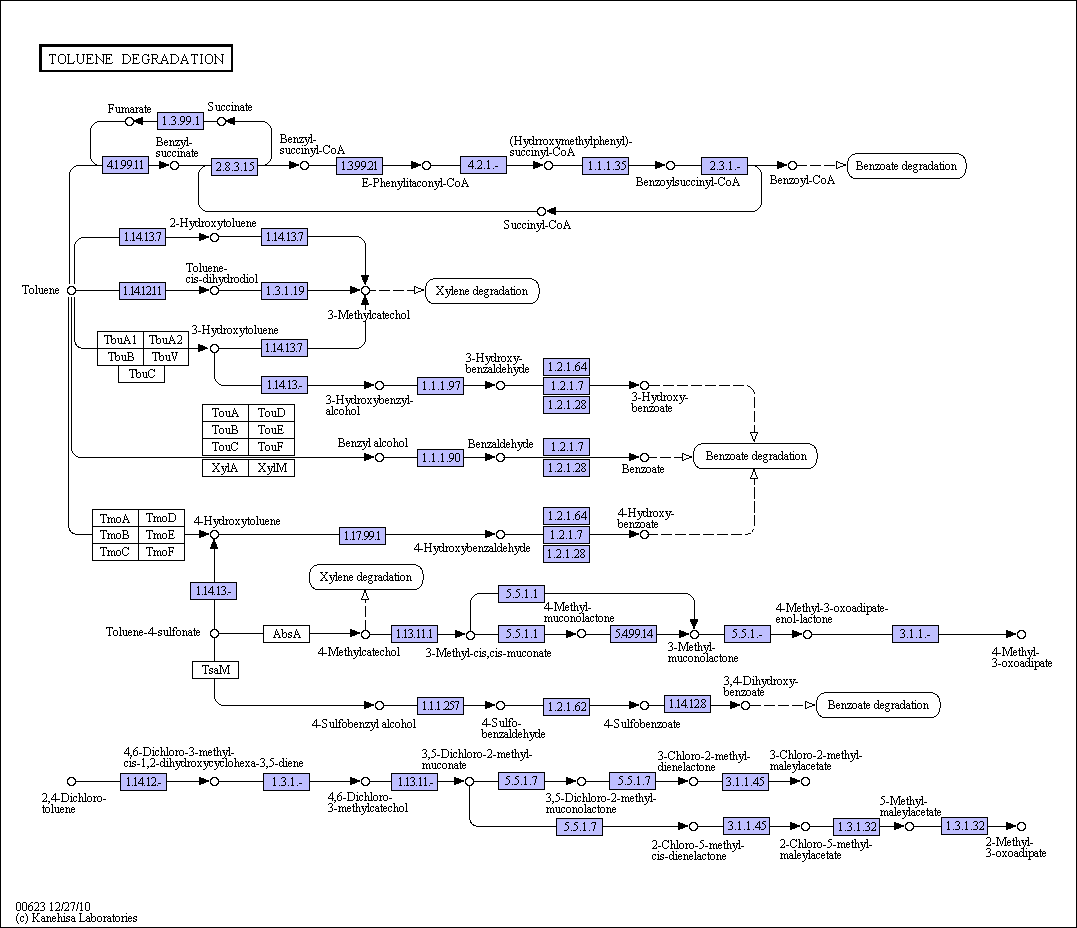 TOLUENE DEGRADATION
Fumarate
1.3.99.1
Succinate
4.1.99.11
Benzyl-
succinate
2.8.3.15
Benzyl-
succinyl-CoA
1.3.99.21
E-Phenylitaconyl-CoA
4.2.1.-
(Hydroxymethylphenyl)-
succinyl-CoA
1.1.1.35
Benzoylsuccinyl-CoA
2.3.1.-
Benzoyl-CoA
Benzoate degradation
Succinyl-CoA
1.14.13.7
2-Hydroxytoluene
1.14.13.7
Toluene
1.14.12.11
Toluene-
cis-dihydrodiol
1.3.1.19
3-Methylcatechol
Xylene degradation
TbuA1 TbuA2
TbuB TbuV
TbuC
3-Hydroxytoluene
1.14.13.7
1.14.13.-
3-Hydroxybenzyl-
alcohol
1.1.1.97
3-Hydroxy-
benzaldehyde
1.2.1.64
1.2.1.7
1.2.1.28
3-Hydroxy-
benzoate
TouA TouD
TouB TouE
TouC TouF
XylA XylM
Benzyl alcohol
1.1.1.90
Benzaldehyde
1.2.1.7
1.2.1.28
Benzoate
Benzoate degradation
TmoA TmoD
TmoB TmoE
TmoC TmoF
4-Hydroxytoluene
1.17.99.1
4-Hydroxybenzaldehyde
1.2.1.64
1.2.1.7
1.2.1.28
4-Hydroxy-
benzoate
1.14.13.-
Xylene degradation
Toluene-4-sulfonate
AbsA
4-Methylcatechol
1.13.11.1
3-Methyl-cis,cis-muconate
5.5.1.1
5.5.1.1
4-Methyl-
muconolactone
5.4.99.14
3-Methyl-
muconolactone
5.5.1.-
4-Methyl-3-oxoadipate-
enol-lactone
3.1.1.-
4-Methyl-
3-oxoadipate
TsaM
4-Sulfobenzyl alcohol
1.1.1.257
4-Sulfo-
benzaldehyde
1.2.1.62
4-Sulfobenzoate
1.14.12.8
3,4-Dihydroxy-
benzoate
Benzoate degradation
2,4-Dichloro-
toluene
1.14.12.-
4,6-Dichloro-3-methyl-
cis-1,2-dihydroxycyclohexa-3,5-diene
1.3.1.-
4,6-Dichloro-
3-methylcatechol
1.13.11.-
3,5-Dichloro-2-methyl-
muconate
5.5.1.7
3,5-Dichloro-2-methyl-
muconolactone
5.5.1.7
3-Chloro-2-methyl-
dienelactone
3.1.1.45
3-Chloro-2-methyl-
maleylacetate
5.5.1.7
2-Chloro-5-methyl-
cis-dienelactone
3.1.1.45
2-Chloro-5-methyl-
maleylacetate
1.3.1.32
5-Methyl-
maleylacetate
1.3.1.32
2-Methyl-
3-oxoadipate
00623 12/27/10
(c) Kanehisa Laboratories